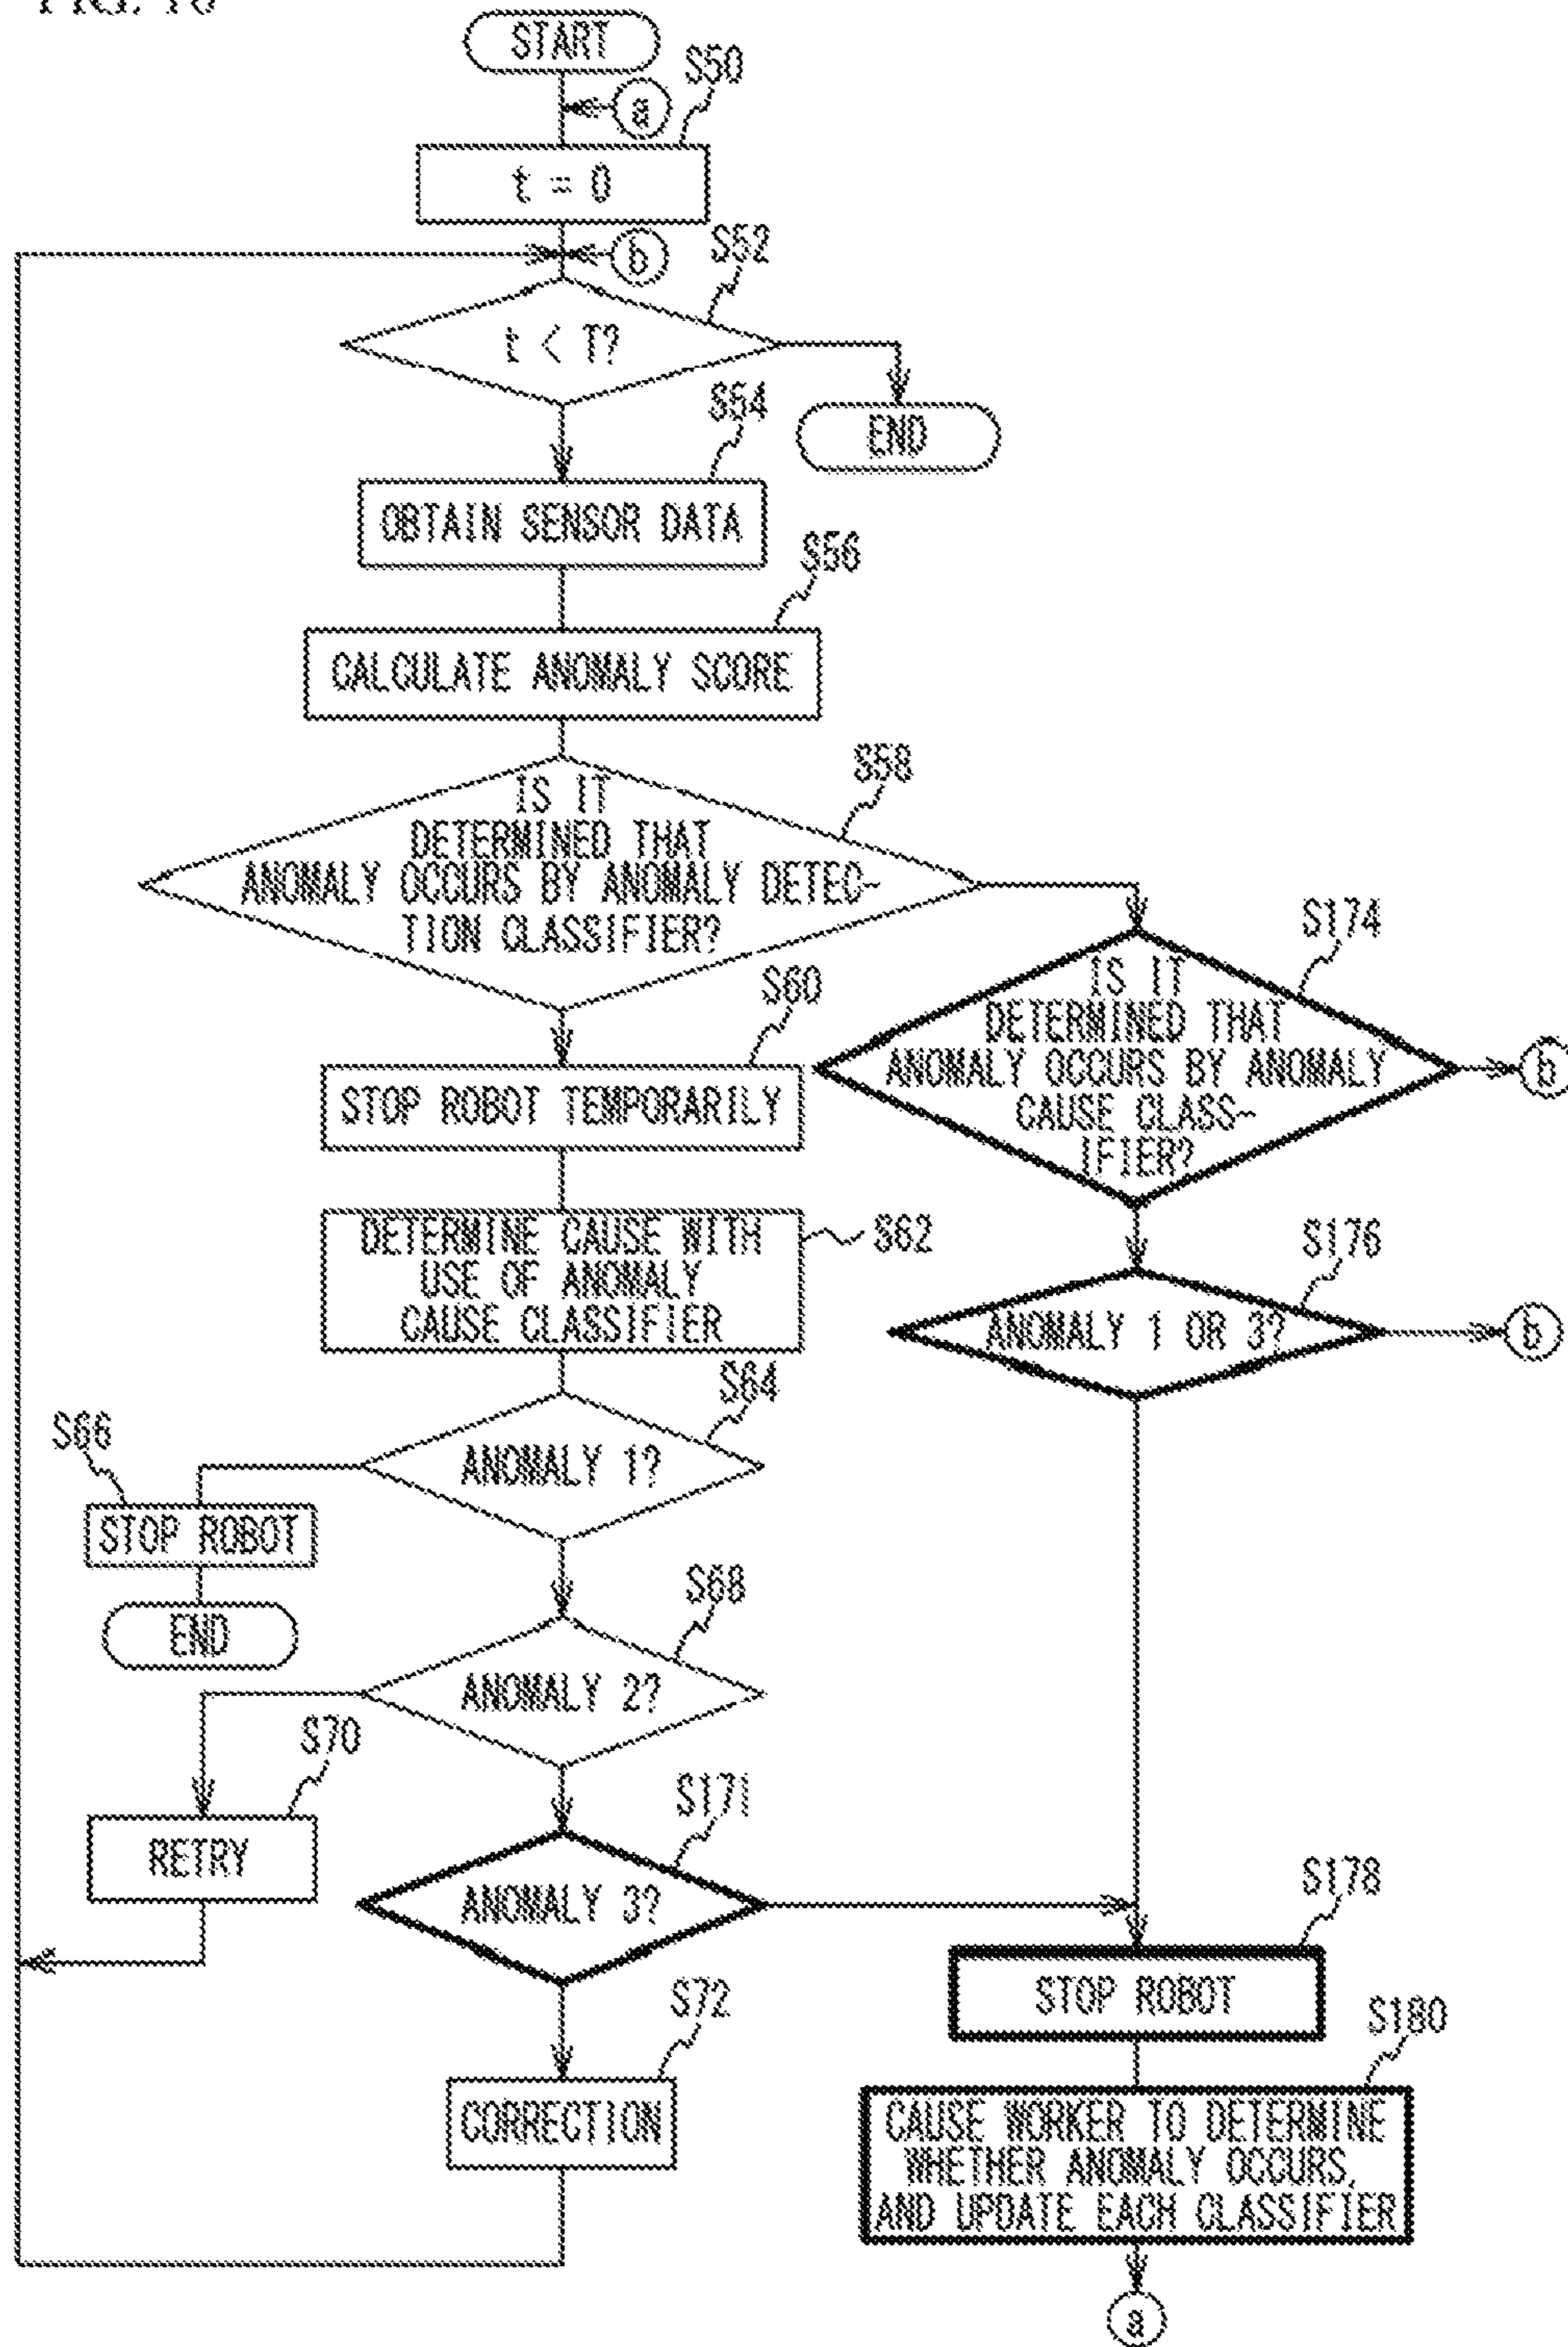 START
a
S50
t = 0
b
S52
t < T?
END
S54
OBTAIN SENSOR DATA
S56
CALCULATE ANOMALY SCORE
S58
IS IT
DETERMINED THAT
ANOMALY OCCURS BY ANOMALY DETEC-
TION CLASSIFIER?
S174
IS IT
DETERMINED THAT
ANOMALY OCCURS BY ANOMALY
CAUSE CLASS-
IFIER?
b
S60
STOP ROBOT TEMPORARILY
S62
DETERMINE CAUSE WITH
USE OF ANOMALY
CAUSE CLASSIFIER
S176
ANOMALY 1 OR 3?
b
S64
ANOMALY 1?
S66
STOP ROBOT
END
S68
ANOMALY 2?
S70
RETRY
S171
ANOMALY 3?
S178
STOP ROBOT
S72
CORRECTION
S180
CAUSE WORKER TO DETERMINE
WHETHER ANOMALY OCCURS,
AND UPDATE EACH CLASSIFIER
a